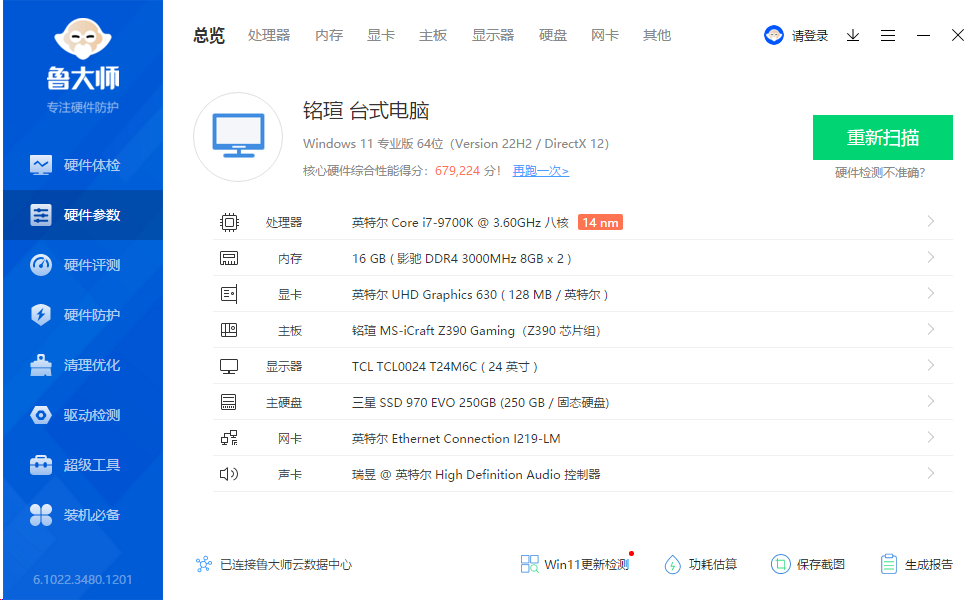 鲁大师
专注硬件防护
硬件体检
硬件参数
硬件评测
硬件防护
清理优化
驱动检测
超级工具
装机必备
6.1022.3480.1201
总览 处理器 内存 显卡 主板 显示器 硬盘 网卡 其他 请登录
铭瑄 台式电脑
Windows 11 专业版 64位（Version 22H2 / DirectX 12）
核心硬件综合性能得分：679,224 分！ 再跑一次>
重新扫描
硬件检测不准确?
处理器 英特尔 Core i7-9700K @ 3.60GHz 八核 14 nm
内存 16 GB ( 影驰 DDR4 3000MHz 8GB x 2 )
显卡 英特尔 UHD Graphics 630 ( 128 MB / 英特尔 )
主板 铭瑄 MS-iCraft Z390 Gaming（Z390 芯片组）
显示器 TCL TCL0024 T24M6C ( 24 英寸 )
主硬盘 三星 SSD 970 EVO 250GB (250 GB / 固态硬盘)
网卡 英特尔 Ethernet Connection I219-LM
声卡 瑞昱 @ 英特尔 High Definition Audio 控制器
已连接鲁大师云数据中心 Win11更新检测 功耗估算 保存截图 生成报告